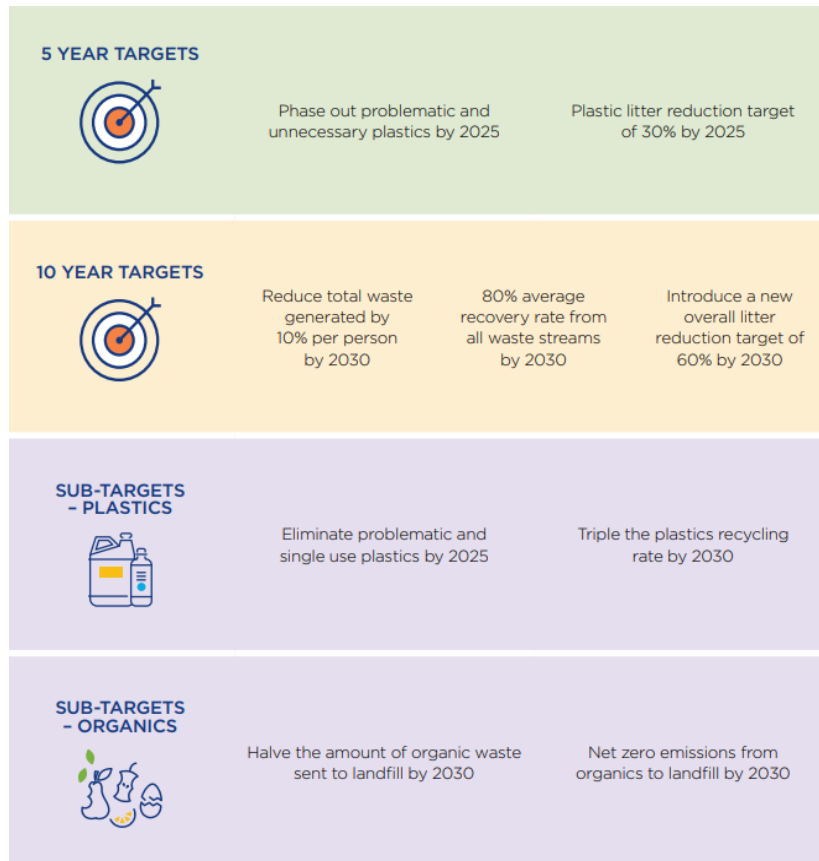 5 YEAR TARGETS
Phase out problematic and
unnecessary plastics by 2025
Plastic litter reduction target
of 30% by 2025
10 YEAR TARGETS
Reduce total waste
generated by
10% per person
by 2030
80% average
recovery rate from
all waste streams
by 2030
Introduce a new
overall litter
reduction target of
60% by 2030
SUB-TARGETS
– PLASTICS
Eliminate problematic and
single use plastics by 2025
Triple the plastics recycling
rate by 2030
SUB-TARGETS
– ORGANICS
Halve the amount of organic waste
sent to landfill by 2030
Net zero emissions from
organics to landfill by 2030